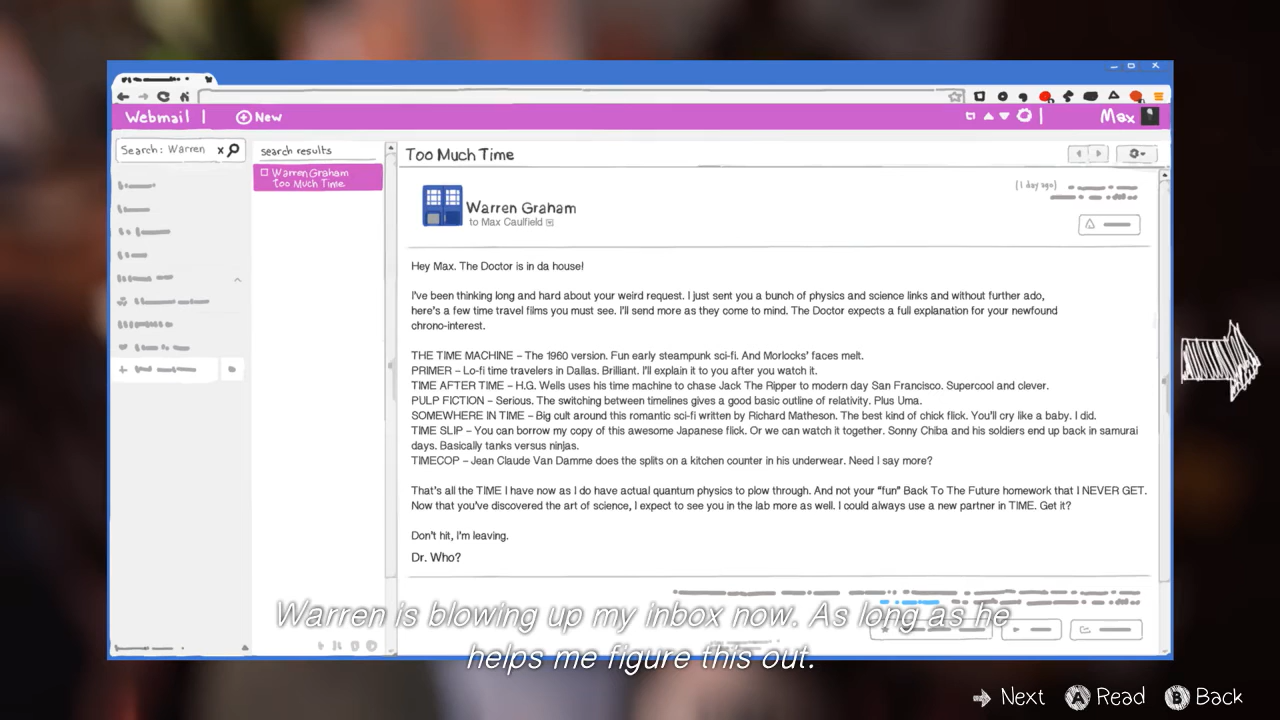 Webmail
New
Max
Search: Warren x
search results
Too Much Time
Warren Graham
Too Much Time
(1 day ago)
Warren Graham
to Max Caulfield
Hey Max. The Doctor is in da house!
I've been thinking long and hard about your weird request. I just sent you a bunch of physics and science links and without further ado,
here's a few time travel films you must see. I'll send more as they come to mind. The Doctor expects a full explanation for your newfound
chrono-interest.
THE TIME MACHINE – The 1960 version. Fun early steampunk sci-fi. And Morlocks' faces melt.
PRIMER – Lo-fi time travelers in Dallas. Brilliant. I'll explain it to you after you watch it.
TIME AFTER TIME – H.G. Wells uses his time machine to chase Jack The Ripper to modern day San Francisco. Supercool and clever.
PULP FICTION – Serious. The switching between timelines gives a good basic outline of relativity. Plus Uma.
SOMEWHERE IN TIME – Big cult around this romantic sci-fi written by Richard Matheson. The best kind of chick flick. You'll cry like a baby. I did.
TIME SLIP – You can borrow my copy of this awesome Japanese flick. Or we can watch it together. Sonny Chiba and his soldiers end up back in samurai
days. Basically tanks versus ninjas.
TIMECOP – Jean Claude Van Damme does the splits on a kitchen counter in his underwear. Need I say more?
That's all the TIME I have now as I do have actual quantum physics to plow through. And not your "fun" Back To The Future homework that I NEVER GET.
Now that you've discovered the art of science, I expect to see you in the lab more as well. I could always use a new partner in TIME. Get it?
Don't hit, I'm leaving.
Dr. Who?
Warren is blowing up my inbox now. As long as he
helps me figure this out.
Next A Read B Back